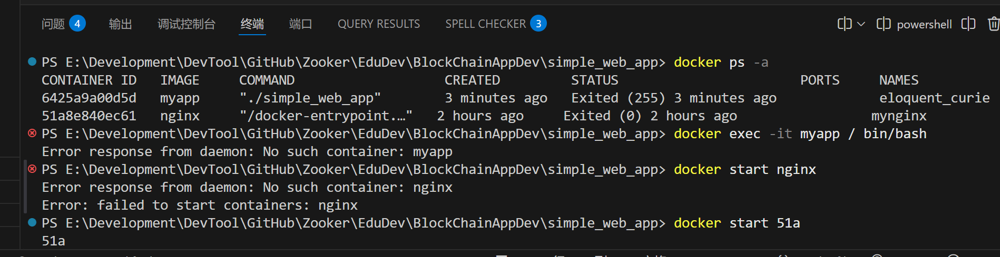 问题 4 输出 调试控制台 终端 端口 QUERY RESULTS SPELL CHECKER 3 powershell
PS E:\Development\DevTool\GitHub\Zooker\EduDev\BlockChainAppDev\simple_web_app> docker ps -a
CONTAINER ID   IMAGE     COMMAND                   CREATED         STATUS                       PORTS     NAMES
6425a9a00d5d   myapp     "./simple_web_app"        3 minutes ago   Exited (255) 3 minutes ago             eloquent_curie
51a8e840ec61   nginx     "/docker-entrypoint.…"   2 hours ago     Exited (0) 2 hours ago                 mynginx
PS E:\Development\DevTool\GitHub\Zooker\EduDev\BlockChainAppDev\simple_web_app> docker exec -it myapp / bin/bash
Error response from daemon: No such container: myapp
PS E:\Development\DevTool\GitHub\Zooker\EduDev\BlockChainAppDev\simple_web_app> docker start nginx
Error response from daemon: No such container: nginx
Error: failed to start containers: nginx
PS E:\Development\DevTool\GitHub\Zooker\EduDev\BlockChainAppDev\simple_web_app> docker start 51a
51a